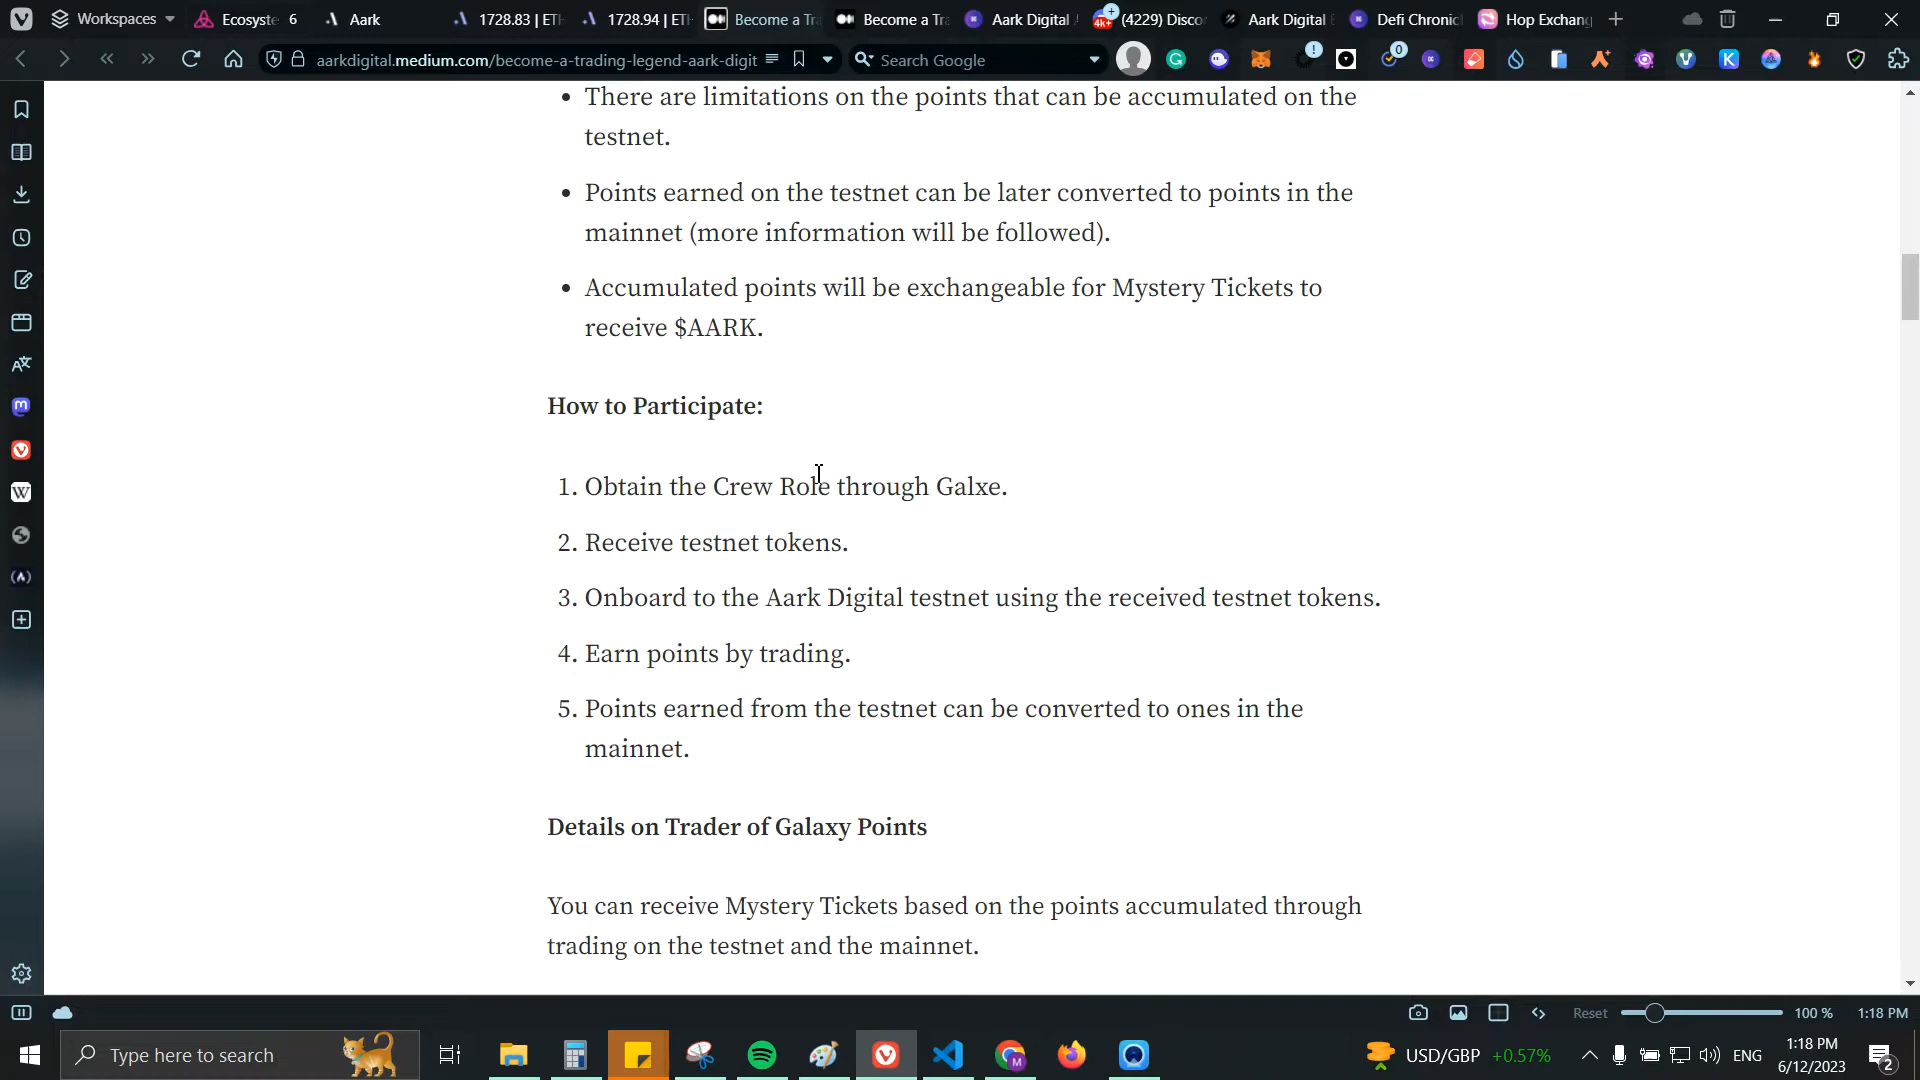 Workspaces
Ecosyste 6
Aark
1728.83 | ETH
1728.94 | ETH
Become a Tra
Become a Tra
Aark Digital
(4229) Disco
4k+
Aark Digital
Defi Chronic
Hop Exchang
aarkdigital.medium.com/become-a-trading-legend-aark-digit
Search Google
1
0
• There are limitations on the points that can be accumulated on the
testnet.
• Points earned on the testnet can be later converted to points in the
mainnet (more information will be followed).
• Accumulated points will be exchangeable for Mystery Tickets to
receive $AARK.
How to Participate:
1. Obtain the Crew Role through Galxe.
2. Receive testnet tokens.
3. Onboard to the Aark Digital testnet using the received testnet tokens.
4. Earn points by trading.
5. Points earned from the testnet can be converted to ones in the
mainnet.
Details on Trader of Galaxy Points
You can receive Mystery Tickets based on the points accumulated through
trading on the testnet and the mainnet.
Reset
100 %
1:18 PM
Type here to search
USD/GBP +0.57%
ENG
1:18 PM
6/12/2023
2